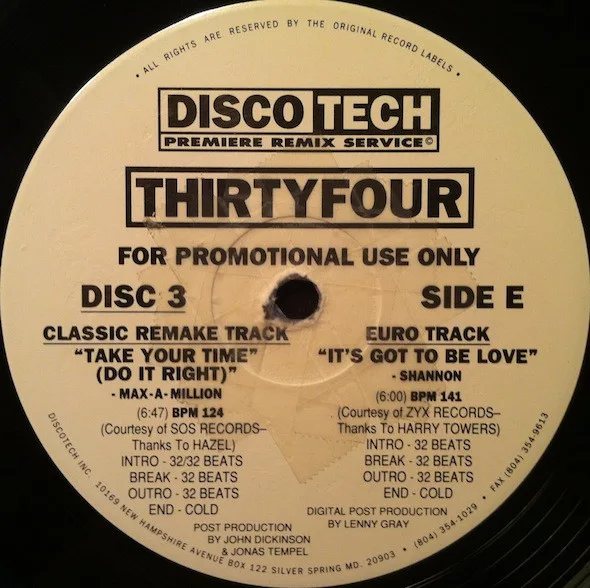 • ALL RIGHTS ARE RESERVED BY THE ORIGINAL RECORD LABELS •
DISCOTECH
PREMIERE REMIX SERVICE©
THIRTYFOUR
FOR PROMOTIONAL USE ONLY
DISC 3
SIDE E
CLASSIC REMAKE TRACK
"TAKE YOUR TIME"
(DO IT RIGHT)"
- MAX-A-MILLION
(6:47) BPM 124
(Courtesy of SOS RECORDS–
Thanks To HAZEL)
INTRO - 32/32 BEATS
BREAK - 32 BEATS
OUTRO - 32 BEATS
END - COLD
EURO TRACK
"IT'S GOT TO BE LOVE"
- SHANNON
(6:00) BPM 141
(Courtesy of ZYX RECORDS–
Thanks To HARRY TOWERS)
INTRO - 32 BEATS
BREAK - 32 BEATS
OUTRO - 32 BEATS
END - COLD
POST PRODUCTION
BY JOHN DICKINSON
& JONAS TEMPEL
DIGITAL POST PRODUCTION
BY LENNY GRAY
DISCOTECH INC. 10169 NEW HAMPSHIRE AVENUE BOX 122 SILVER SPRING MD. 20903 • (804) 354-1029 • FAX (804) 354-9613